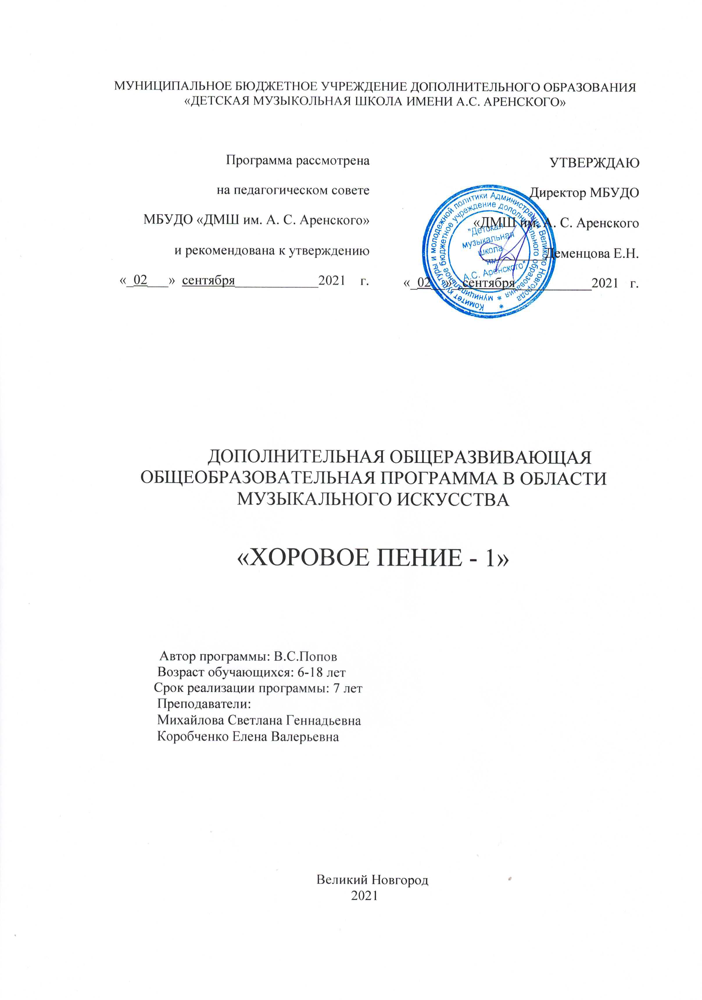 МУНИЦИПАЛЬНОЕ БЮДЖЕТНОЕ УЧРЕЖДЕНИЕ ДОПОЛНИТЕЛЬНОГО ОБРАЗОВАНИЯ
«ДЕТСКАЯ МУЗЫКОЛЬНАЯ ШКОЛА ИМЕНИ А.С. АРЕНСКОГО»
Программа рассмотрена
на педагогическом совете
МБУДО «ДМШ им. А. С. Аренского»
и рекомендована к утверждению
«_02___» сентября____________2021 г.
УТВЕРЖДАЮ
Директор МБУДО
«ДМШ им. А. С. Аренского
_________Деменцова Е.Н.
«_02__»_ сентября___________2021 г.
Комитет культуры и молодежной политики Администрации Великого Новгорода *
муниципальное бюджетное учреждение дополнительного образования *
"Детская
музыкальная
школа
им.
А.С. Аренского"
ДОПОЛНИТЕЛЬНАЯ ОБЩЕРАЗВИВАЮЩАЯ
ОБЩЕОБРАЗОВАТЕЛЬНАЯ ПРОГРАММА В ОБЛАСТИ
МУЗЫКАЛЬНОГО ИСКУССТВА
«ХОРОВОЕ ПЕНИЕ - 1»
Автор программы: В.С.Попов
Возраст обучающихся: 6-18 лет
Срок реализации программы: 7 лет
Преподаватели:
Михайлова Светлана Геннадьевна
Коробченко Елена Валерьевна
Великий Новгород
2021